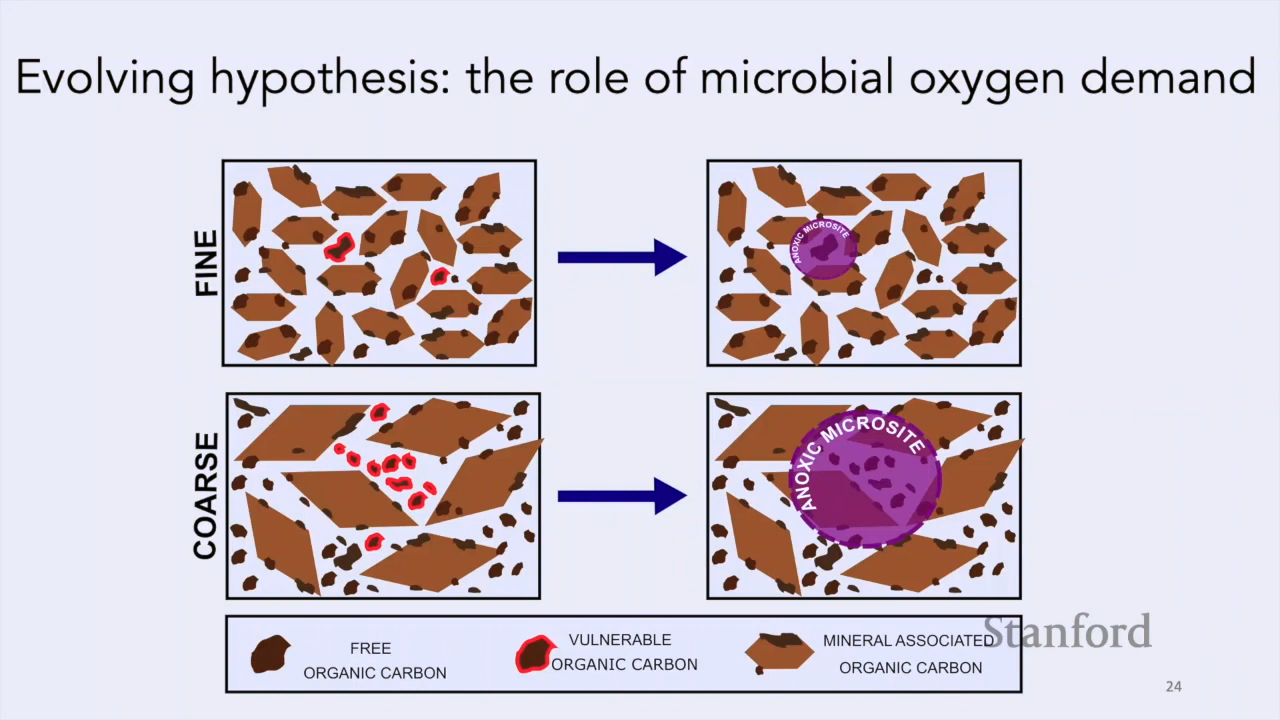 Evolving hypothesis: the role of microbial oxygen demand
FINE
ANOXIC MICROSITE
COARSE
ANOXIC MICROSITE
FREE
ORGANIC CARBON
VULNERABLE
ORGANIC CARBON
MINERAL ASSOCIATED
ORGANIC CARBON
Stanford
24